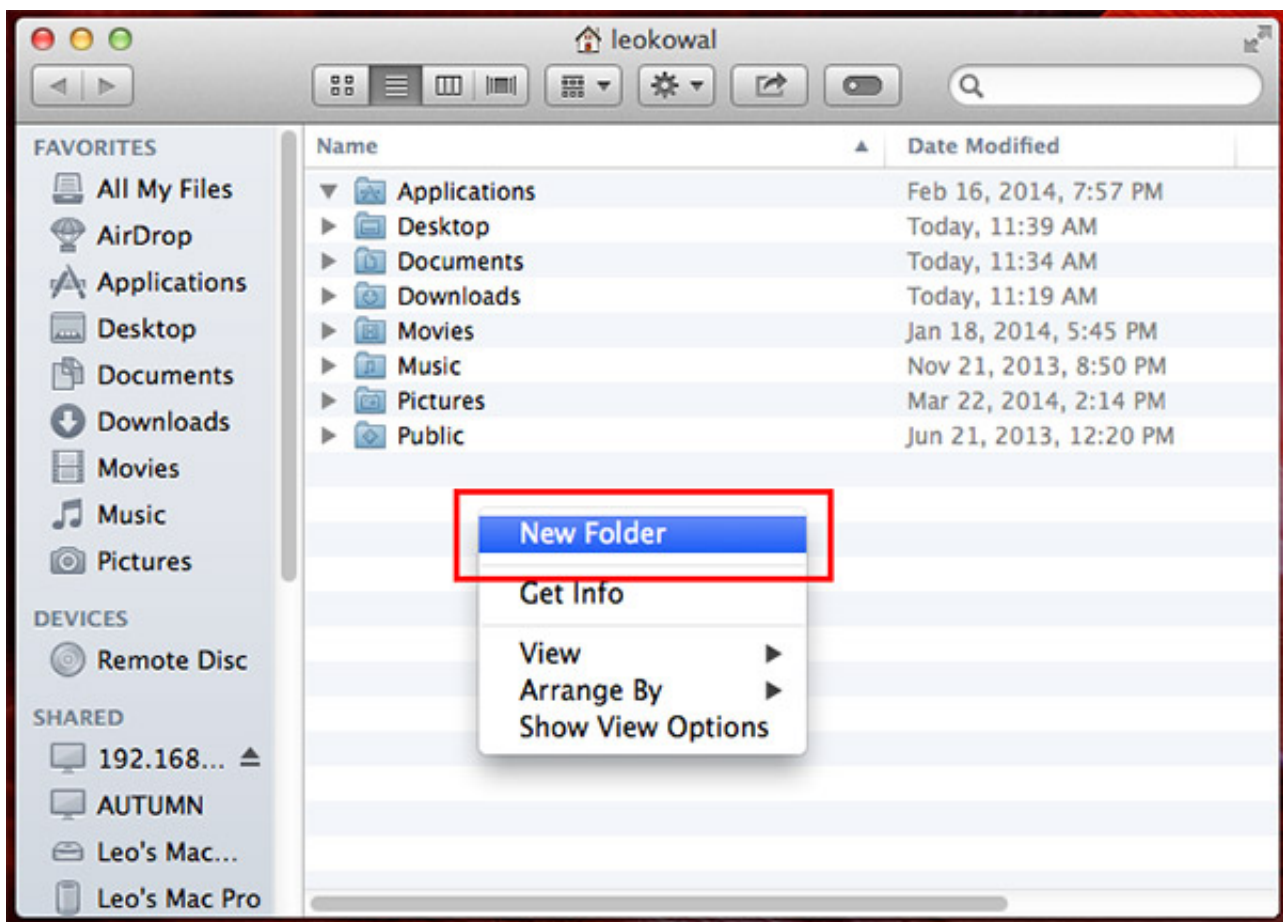 leokowal
FAVORITES
All My Files
AirDrop
Applications
Desktop
Documents
Downloads
Movies
Music
Pictures
DEVICES
Remote Disc
SHARED
192.168...
AUTUMN
Leo's Mac...
Leo's Mac Pro
Name Date Modified
Applications Feb 16, 2014, 7:57 PM
Desktop Today, 11:39 AM
Documents Today, 11:34 AM
Downloads Today, 11:19 AM
Movies Jan 18, 2014, 5:45 PM
Music Nov 21, 2013, 8:50 PM
Pictures Mar 22, 2014, 2:14 PM
Public Jun 21, 2013, 12:20 PM
New Folder
Get Info
View
Arrange By
Show View Options